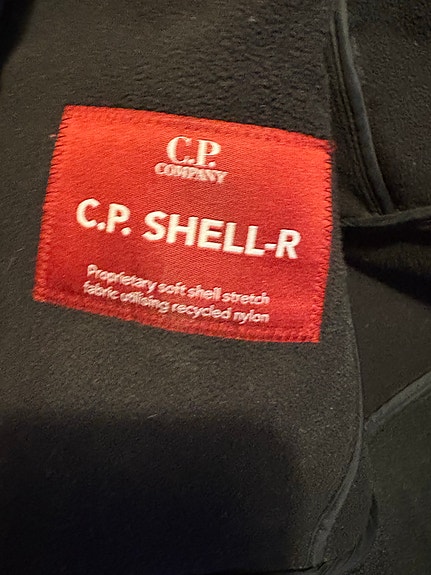 C.P.
COMPANY
C.P. SHELL-R
Proprietary soft shell stretch
fabric utilising recycled nylon